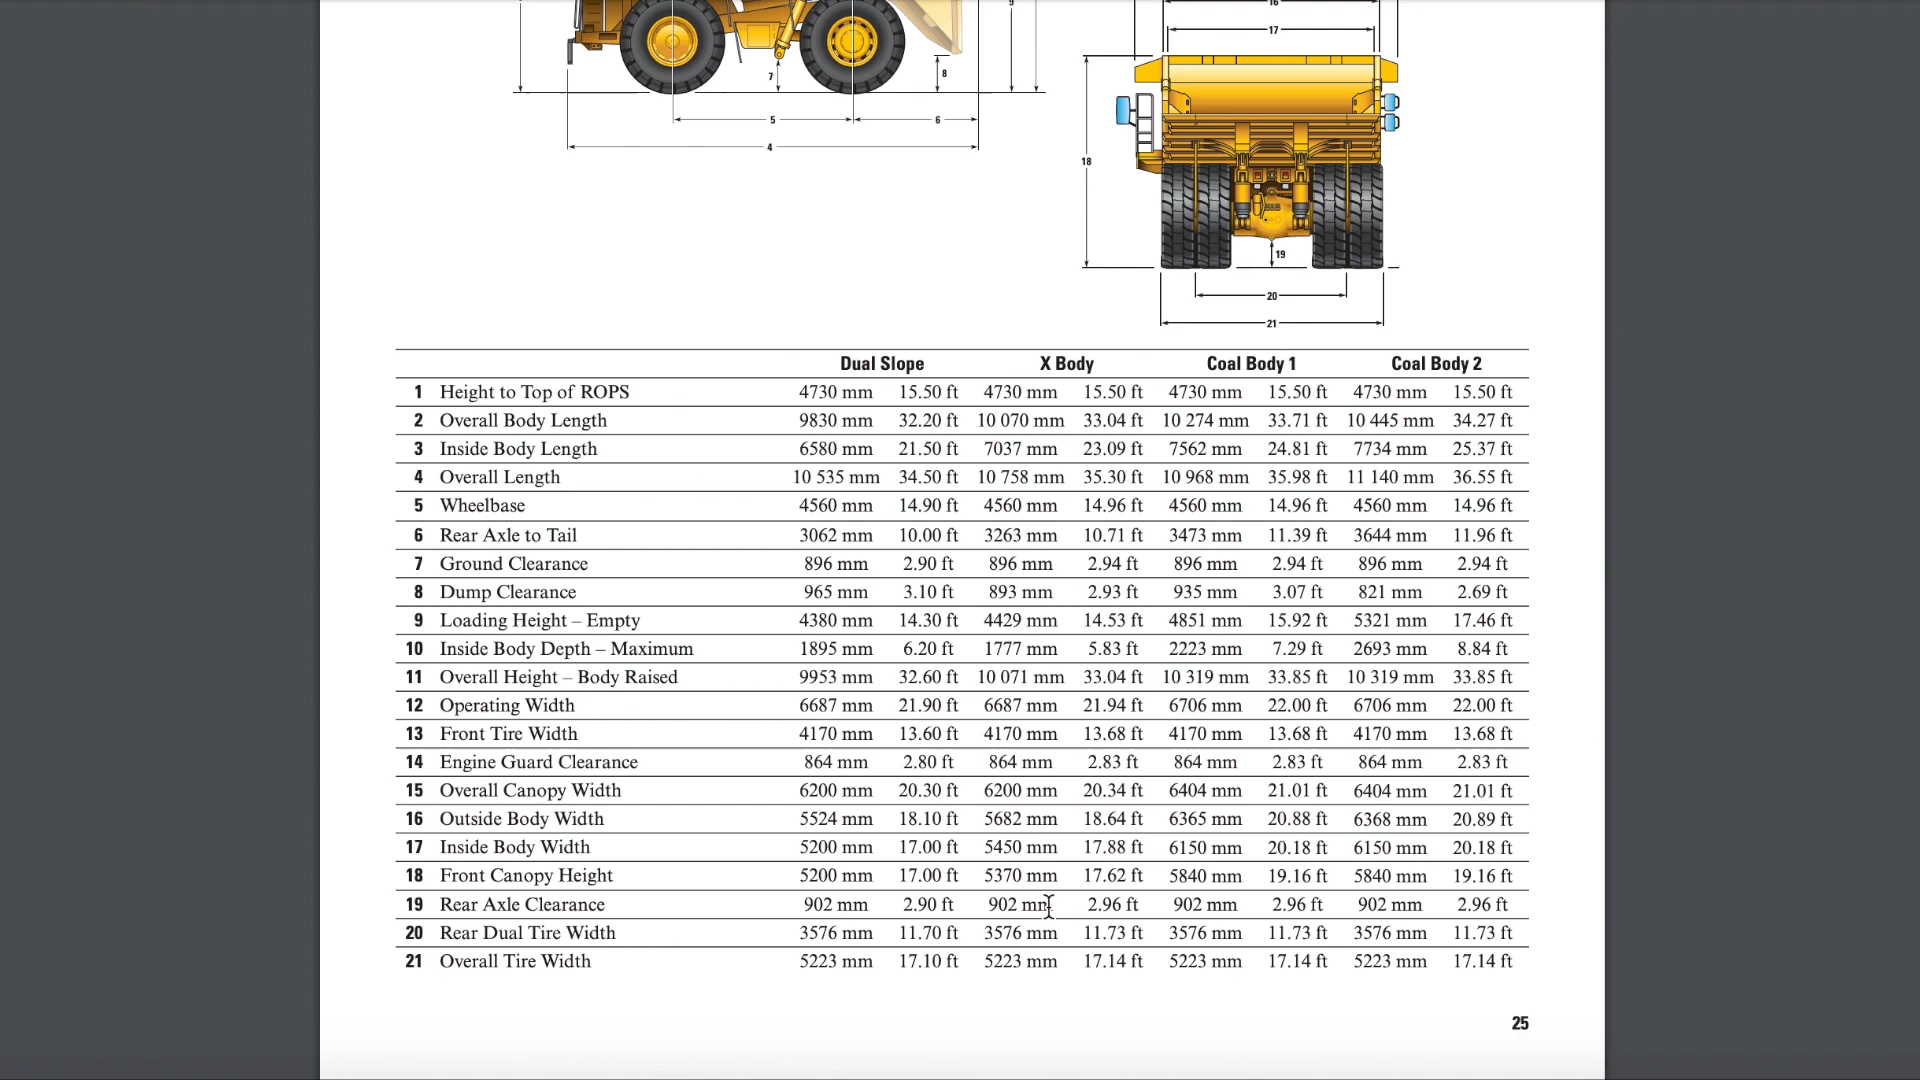 16
9
17
7
8
5
6
4
18
19
20
21
Dual Slope X Body Coal Body 1 Coal Body 2
1 Height to Top of ROPS 4730 mm 15.50 ft 4730 mm 15.50 ft 4730 mm 15.50 ft 4730 mm 15.50 ft
2 Overall Body Length 9830 mm 32.20 ft 10 070 mm 33.04 ft 10 274 mm 33.71 ft 10 445 mm 34.27 ft
3 Inside Body Length 6580 mm 21.50 ft 7037 mm 23.09 ft 7562 mm 24.81 ft 7734 mm 25.37 ft
4 Overall Length 10 535 mm 34.50 ft 10 758 mm 35.30 ft 10 968 mm 35.98 ft 11 140 mm 36.55 ft
5 Wheelbase 4560 mm 14.90 ft 4560 mm 14.96 ft 4560 mm 14.96 ft 4560 mm 14.96 ft
6 Rear Axle to Tail 3062 mm 10.00 ft 3263 mm 10.71 ft 3473 mm 11.39 ft 3644 mm 11.96 ft
7 Ground Clearance 896 mm 2.90 ft 896 mm 2.94 ft 896 mm 2.94 ft 896 mm 2.94 ft
8 Dump Clearance 965 mm 3.10 ft 893 mm 2.93 ft 935 mm 3.07 ft 821 mm 2.69 ft
9 Loading Height – Empty 4380 mm 14.30 ft 4429 mm 14.53 ft 4851 mm 15.92 ft 5321 mm 17.46 ft
10 Inside Body Depth – Maximum 1895 mm 6.20 ft 1777 mm 5.83 ft 2223 mm 7.29 ft 2693 mm 8.84 ft
11 Overall Height – Body Raised 9953 mm 32.60 ft 10 071 mm 33.04 ft 10 319 mm 33.85 ft 10 319 mm 33.85 ft
12 Operating Width 6687 mm 21.90 ft 6687 mm 21.94 ft 6706 mm 22.00 ft 6706 mm 22.00 ft
13 Front Tire Width 4170 mm 13.60 ft 4170 mm 13.68 ft 4170 mm 13.68 ft 4170 mm 13.68 ft
14 Engine Guard Clearance 864 mm 2.80 ft 864 mm 2.83 ft 864 mm 2.83 ft 864 mm 2.83 ft
15 Overall Canopy Width 6200 mm 20.30 ft 6200 mm 20.34 ft 6404 mm 21.01 ft 6404 mm 21.01 ft
16 Outside Body Width 5524 mm 18.10 ft 5682 mm 18.64 ft 6365 mm 20.88 ft 6368 mm 20.89 ft
17 Inside Body Width 5200 mm 17.00 ft 5450 mm 17.88 ft 6150 mm 20.18 ft 6150 mm 20.18 ft
18 Front Canopy Height 5200 mm 17.00 ft 5370 mm 17.62 ft 5840 mm 19.16 ft 5840 mm 19.16 ft
19 Rear Axle Clearance 902 mm 2.90 ft 902 mm 2.96 ft 902 mm 2.96 ft 902 mm 2.96 ft
20 Rear Dual Tire Width 3576 mm 11.70 ft 3576 mm 11.73 ft 3576 mm 11.73 ft 3576 mm 11.73 ft
21 Overall Tire Width 5223 mm 17.10 ft 5223 mm 17.14 ft 5223 mm 17.14 ft 5223 mm 17.14 ft
25